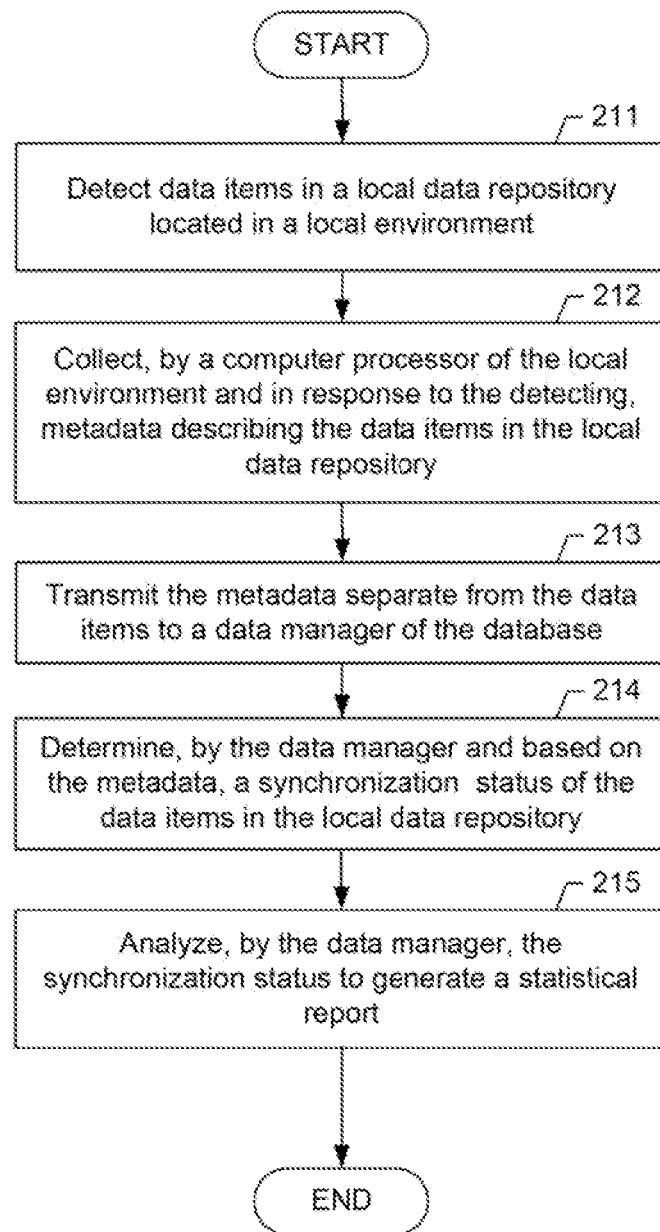 START
211
Detect data items in a local data repository
located in a local environment
212
Collect, by a computer processor of the local
environment and in response to the detecting,
metadata describing the data items in the local
data repository
213
Transmit the metadata separate from the data
items to a data manager of the database
214
Determine, by the data manager and based on
the metadata, a synchronization status of the
data items in the local data repository
215
Analyze, by the data manager, the
synchronization status to generate a statistical
report
END